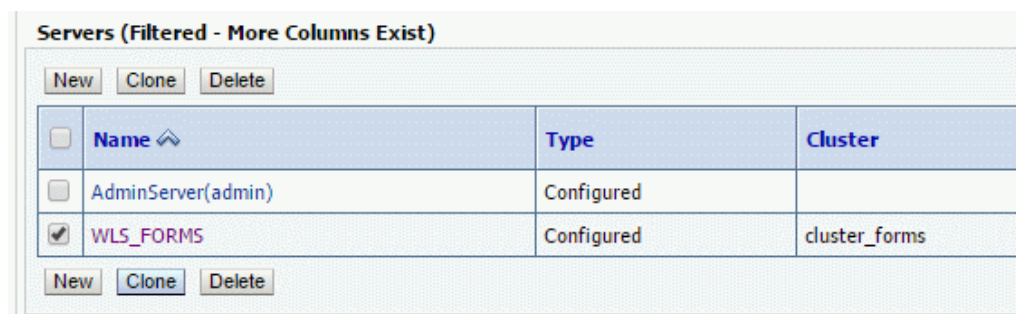 Servers (Filtered - More Columns Exist)
New Clone Delete
Name Type Cluster
AdminServer(admin) Configured
WLS_FORMS Configured cluster_forms
New Clone Delete